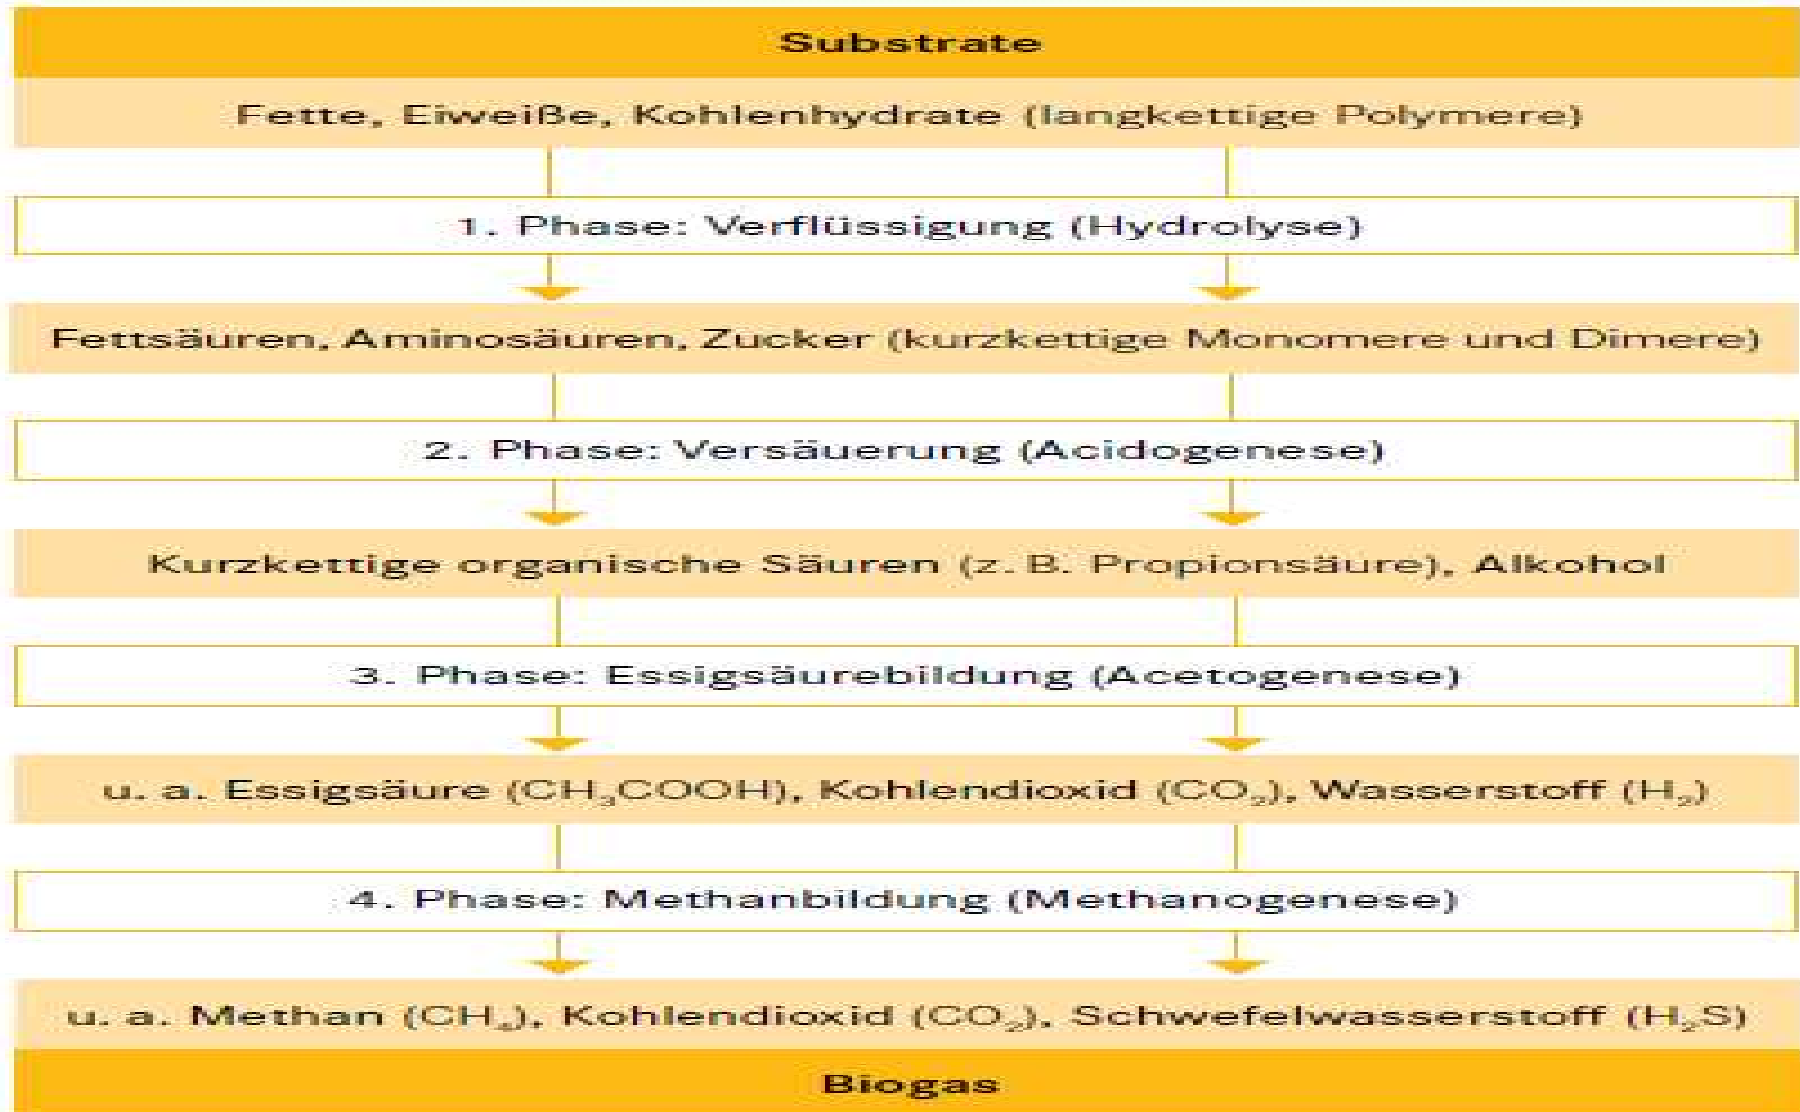 Substrate
Fette, Eiweiße, Kohlenhydrate (langkettige Polymere)
1. Phase: Verflüssigung (Hydrolyse)
Fettsäuren, Aminosäuren, Zucker (kurzkettige Monomere und Dimere)
2. Phase: Versäuerung (Acidogenese)
Kurzkettige organische Säuren (z. B. Propionsäure), Alkohol
3. Phase: Essigsäurebildung (Acetogenese)
u. a. Essigsäure (CH₃COOH), Kohlendioxid (CO₂), Wasserstoff (H₂)
4. Phase: Methanbildung (Methanogenese)
u. a. Methan (CH₄), Kohlendioxid (CO₂), Schwefelwasserstoff (H₂S)
Biogas